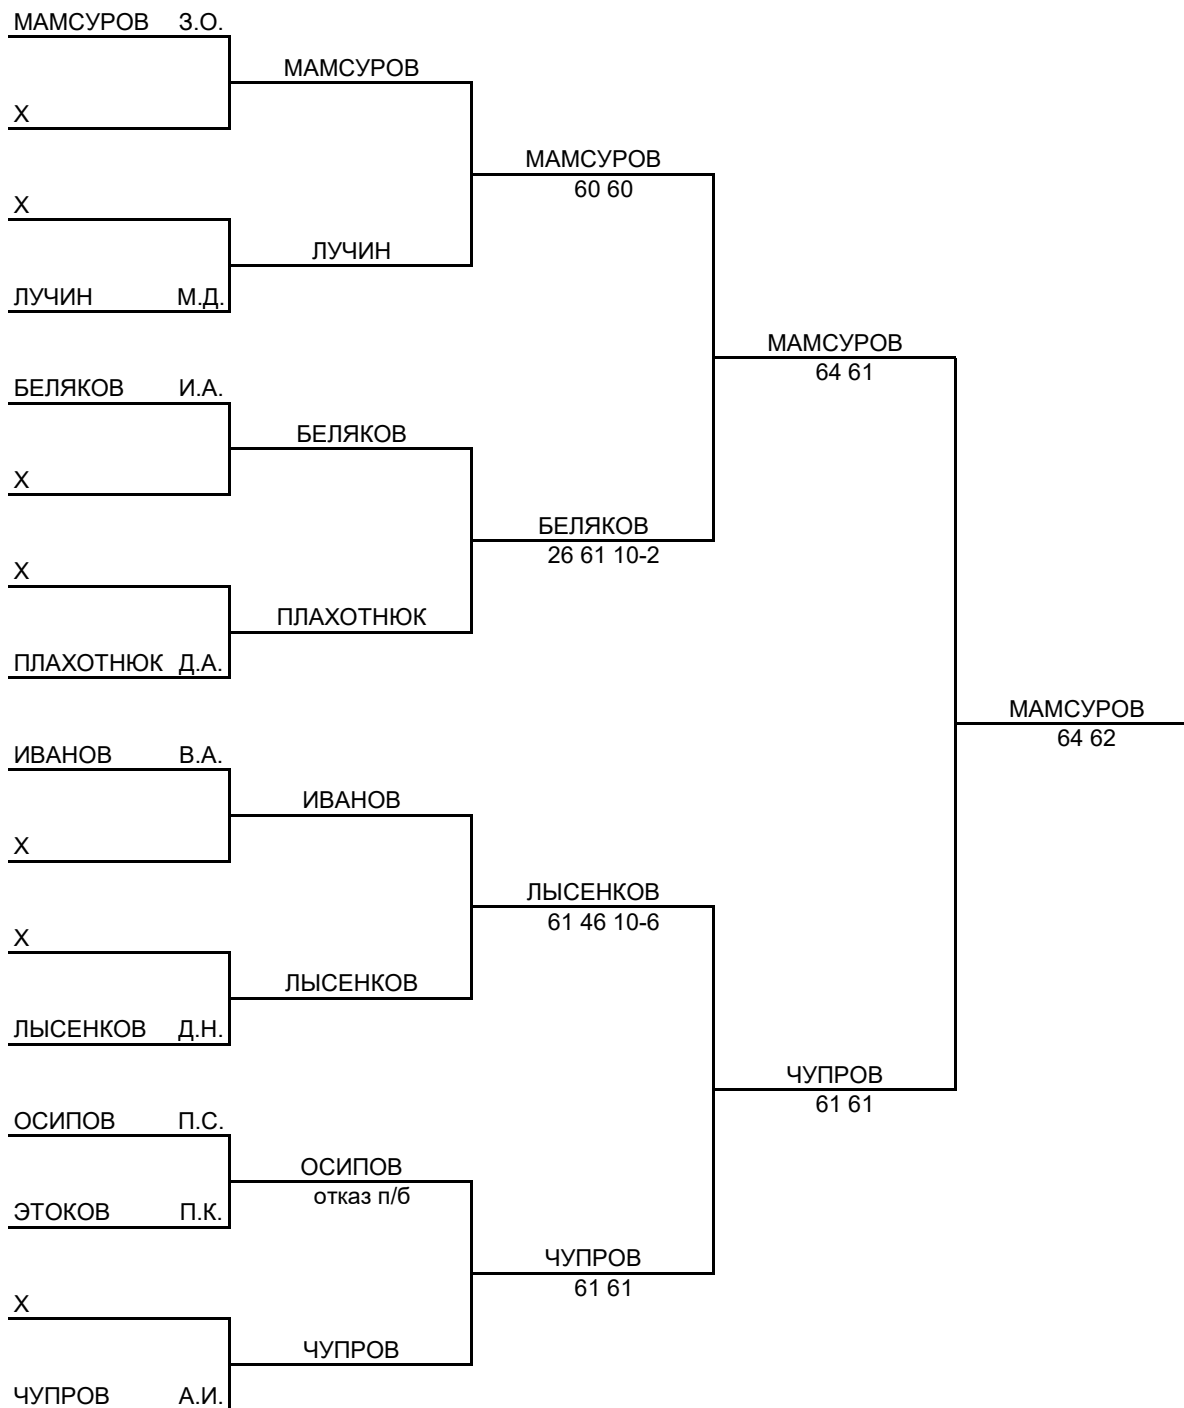 МАМСУРОВ З.О.
МАМСУРОВ
Х
МАМСУРОВ
60 60
Х
ЛУЧИН
ЛУЧИН М.Д.
МАМСУРОВ
64 61
БЕЛЯКОВ И.А.
БЕЛЯКОВ
Х
БЕЛЯКОВ
26 61 10-2
Х
ПЛАХОТНЮК
ПЛАХОТНЮК Д.А.
МАМСУРОВ
64 62
ИВАНОВ В.А.
ИВАНОВ
Х
ЛЫСЕНКОВ
61 46 10-6
Х
ЛЫСЕНКОВ
ЛЫСЕНКОВ Д.Н.
ЧУПРОВ
61 61
ОСИПОВ П.С.
ОСИПОВ
отказ п/б
ЭТОКОВ П.К.
ЧУПРОВ
61 61
Х
ЧУПРОВ
ЧУПРОВ А.И.